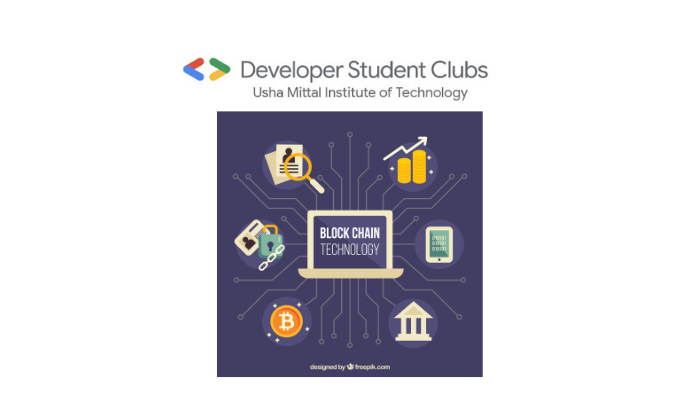 Developer Student Clubs
Usha Mittal Institute of Technology
BLOCK CHAIN
TECHNOLOGY
designed by freepik.com